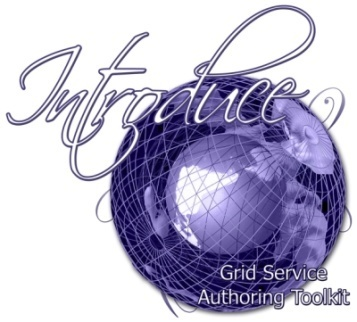 Introduce
Grid Service
Authoring Toolkit